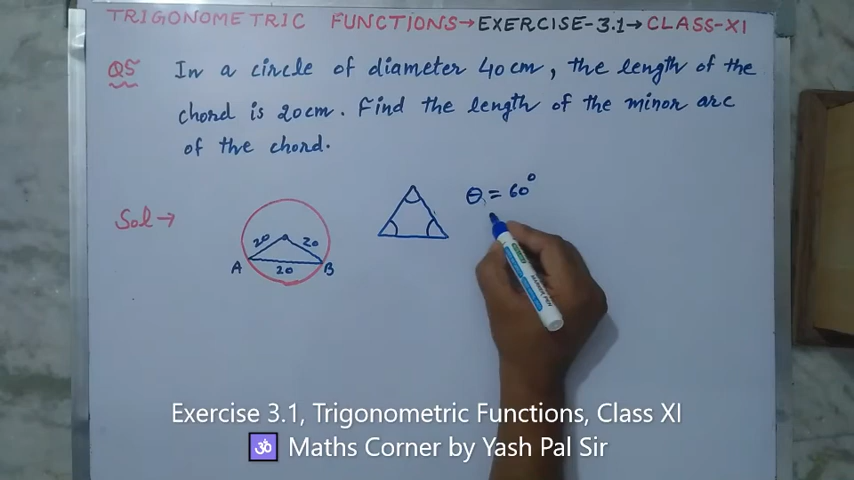 TRIGONOMETRIC FUNCTIONS→EXERCISE-3.1→CLASS-XI
Q5 In a circle of diameter 40cm, the length of the
chord is 20cm. Find the length of the minor arc
of the chord.
Sol→
θ = 60°
20 20
A 20 B
Exercise 3.1, Trigonometric Functions, Class XI
🕉 Maths Corner by Yash Pal Sir